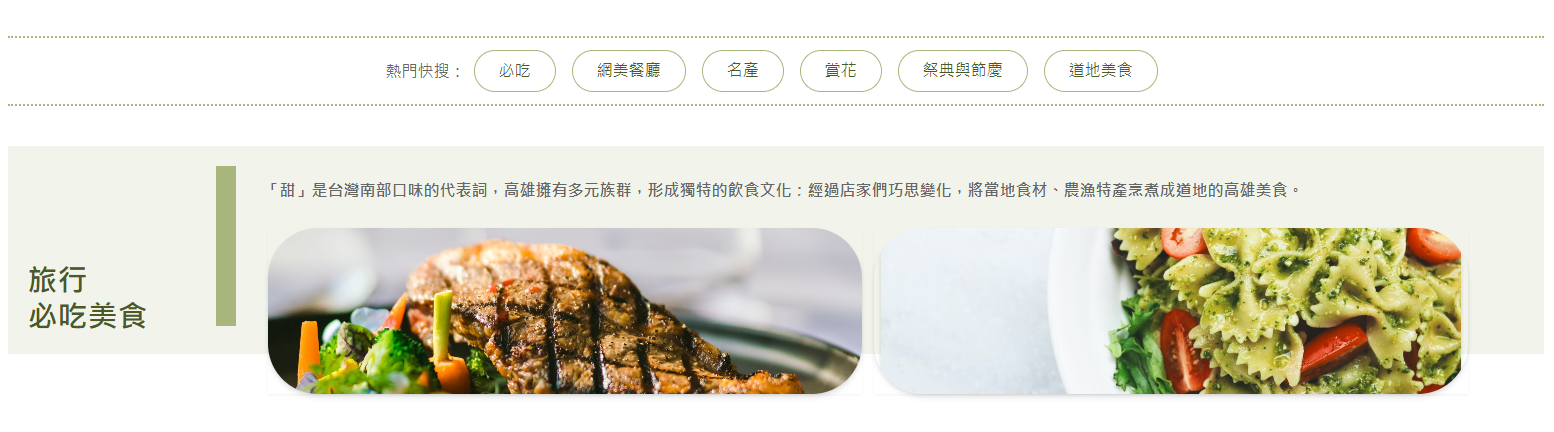 熱門快搜：
必吃
網美餐廳
名產
賞花
祭典與節慶
道地美食
「甜」是台灣南部口味的代表詞，高雄擁有多元族群，形成獨特的飲食文化；經過店家們巧思變化，將當地食材、農漁特產烹煮成道地的高雄美食。
旅行
必吃美食